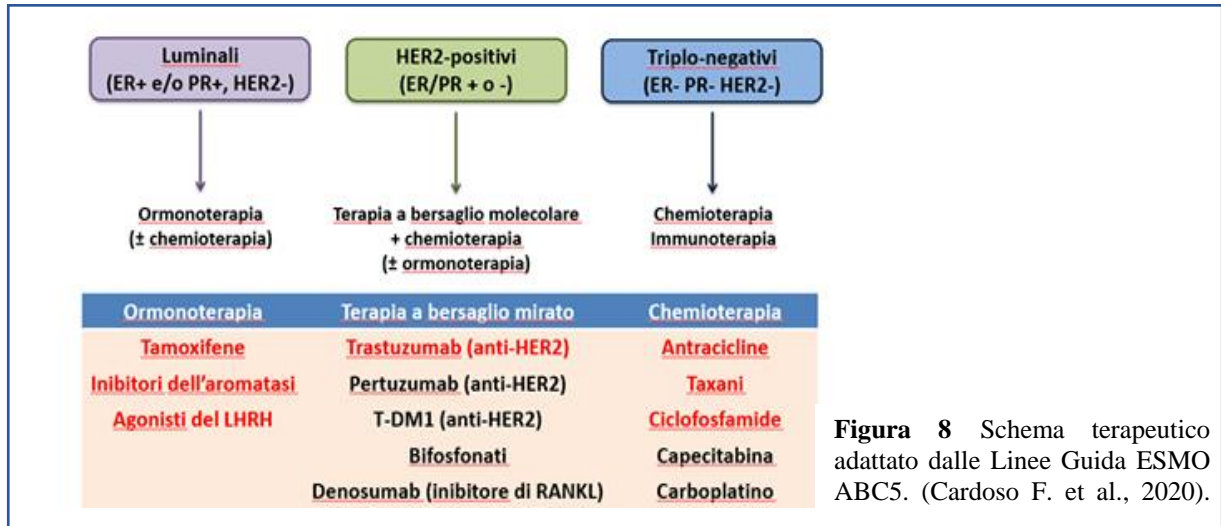 Luminali
(ER+ e/o PR+, HER2-)
HER2-positivi
(ER/PR + o -)
Triplo-negativi
(ER- PR- HER2-)
Ormonoterapia
(± chemioterapia)
Terapia a bersaglio molecolare
+ chemioterapia
(± ormonoterapia)
Chemioterapia
Immunoterapia
Ormonoterapia Terapia a bersaglio mirato Chemioterapia
Tamoxifene Trastuzumab (anti-HER2) Antracicline
Inibitori dell'aromatasi Pertuzumab (anti-HER2) Taxani
Agonisti del LHRH T-DM1 (anti-HER2) Ciclofosfamide
Bifosfonati Capecitabina
Denosumab (inibitore di RANKL) Carboplatino
Figura 8 Schema terapeutico
adattato dalle Linee Guida ESMO
ABC5. (Cardoso F. et al., 2020).